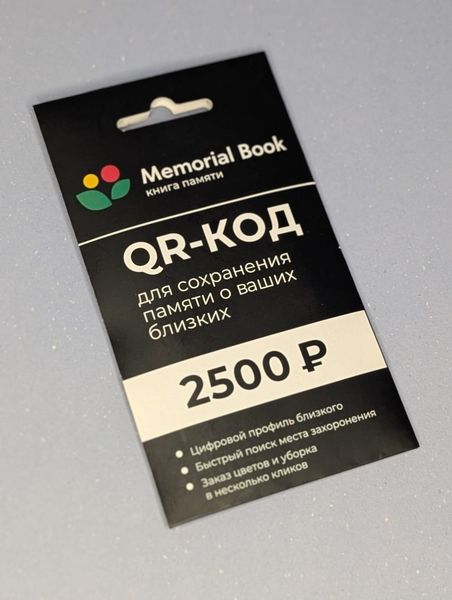 Memorial Book
книга памяти
QR-КОД
для сохранения
памяти о ваших
близких
2500 ₽
Цифровой профиль близкого
Быстрый поиск места захоронения
Заказ цветов и уборка
в несколько кликов